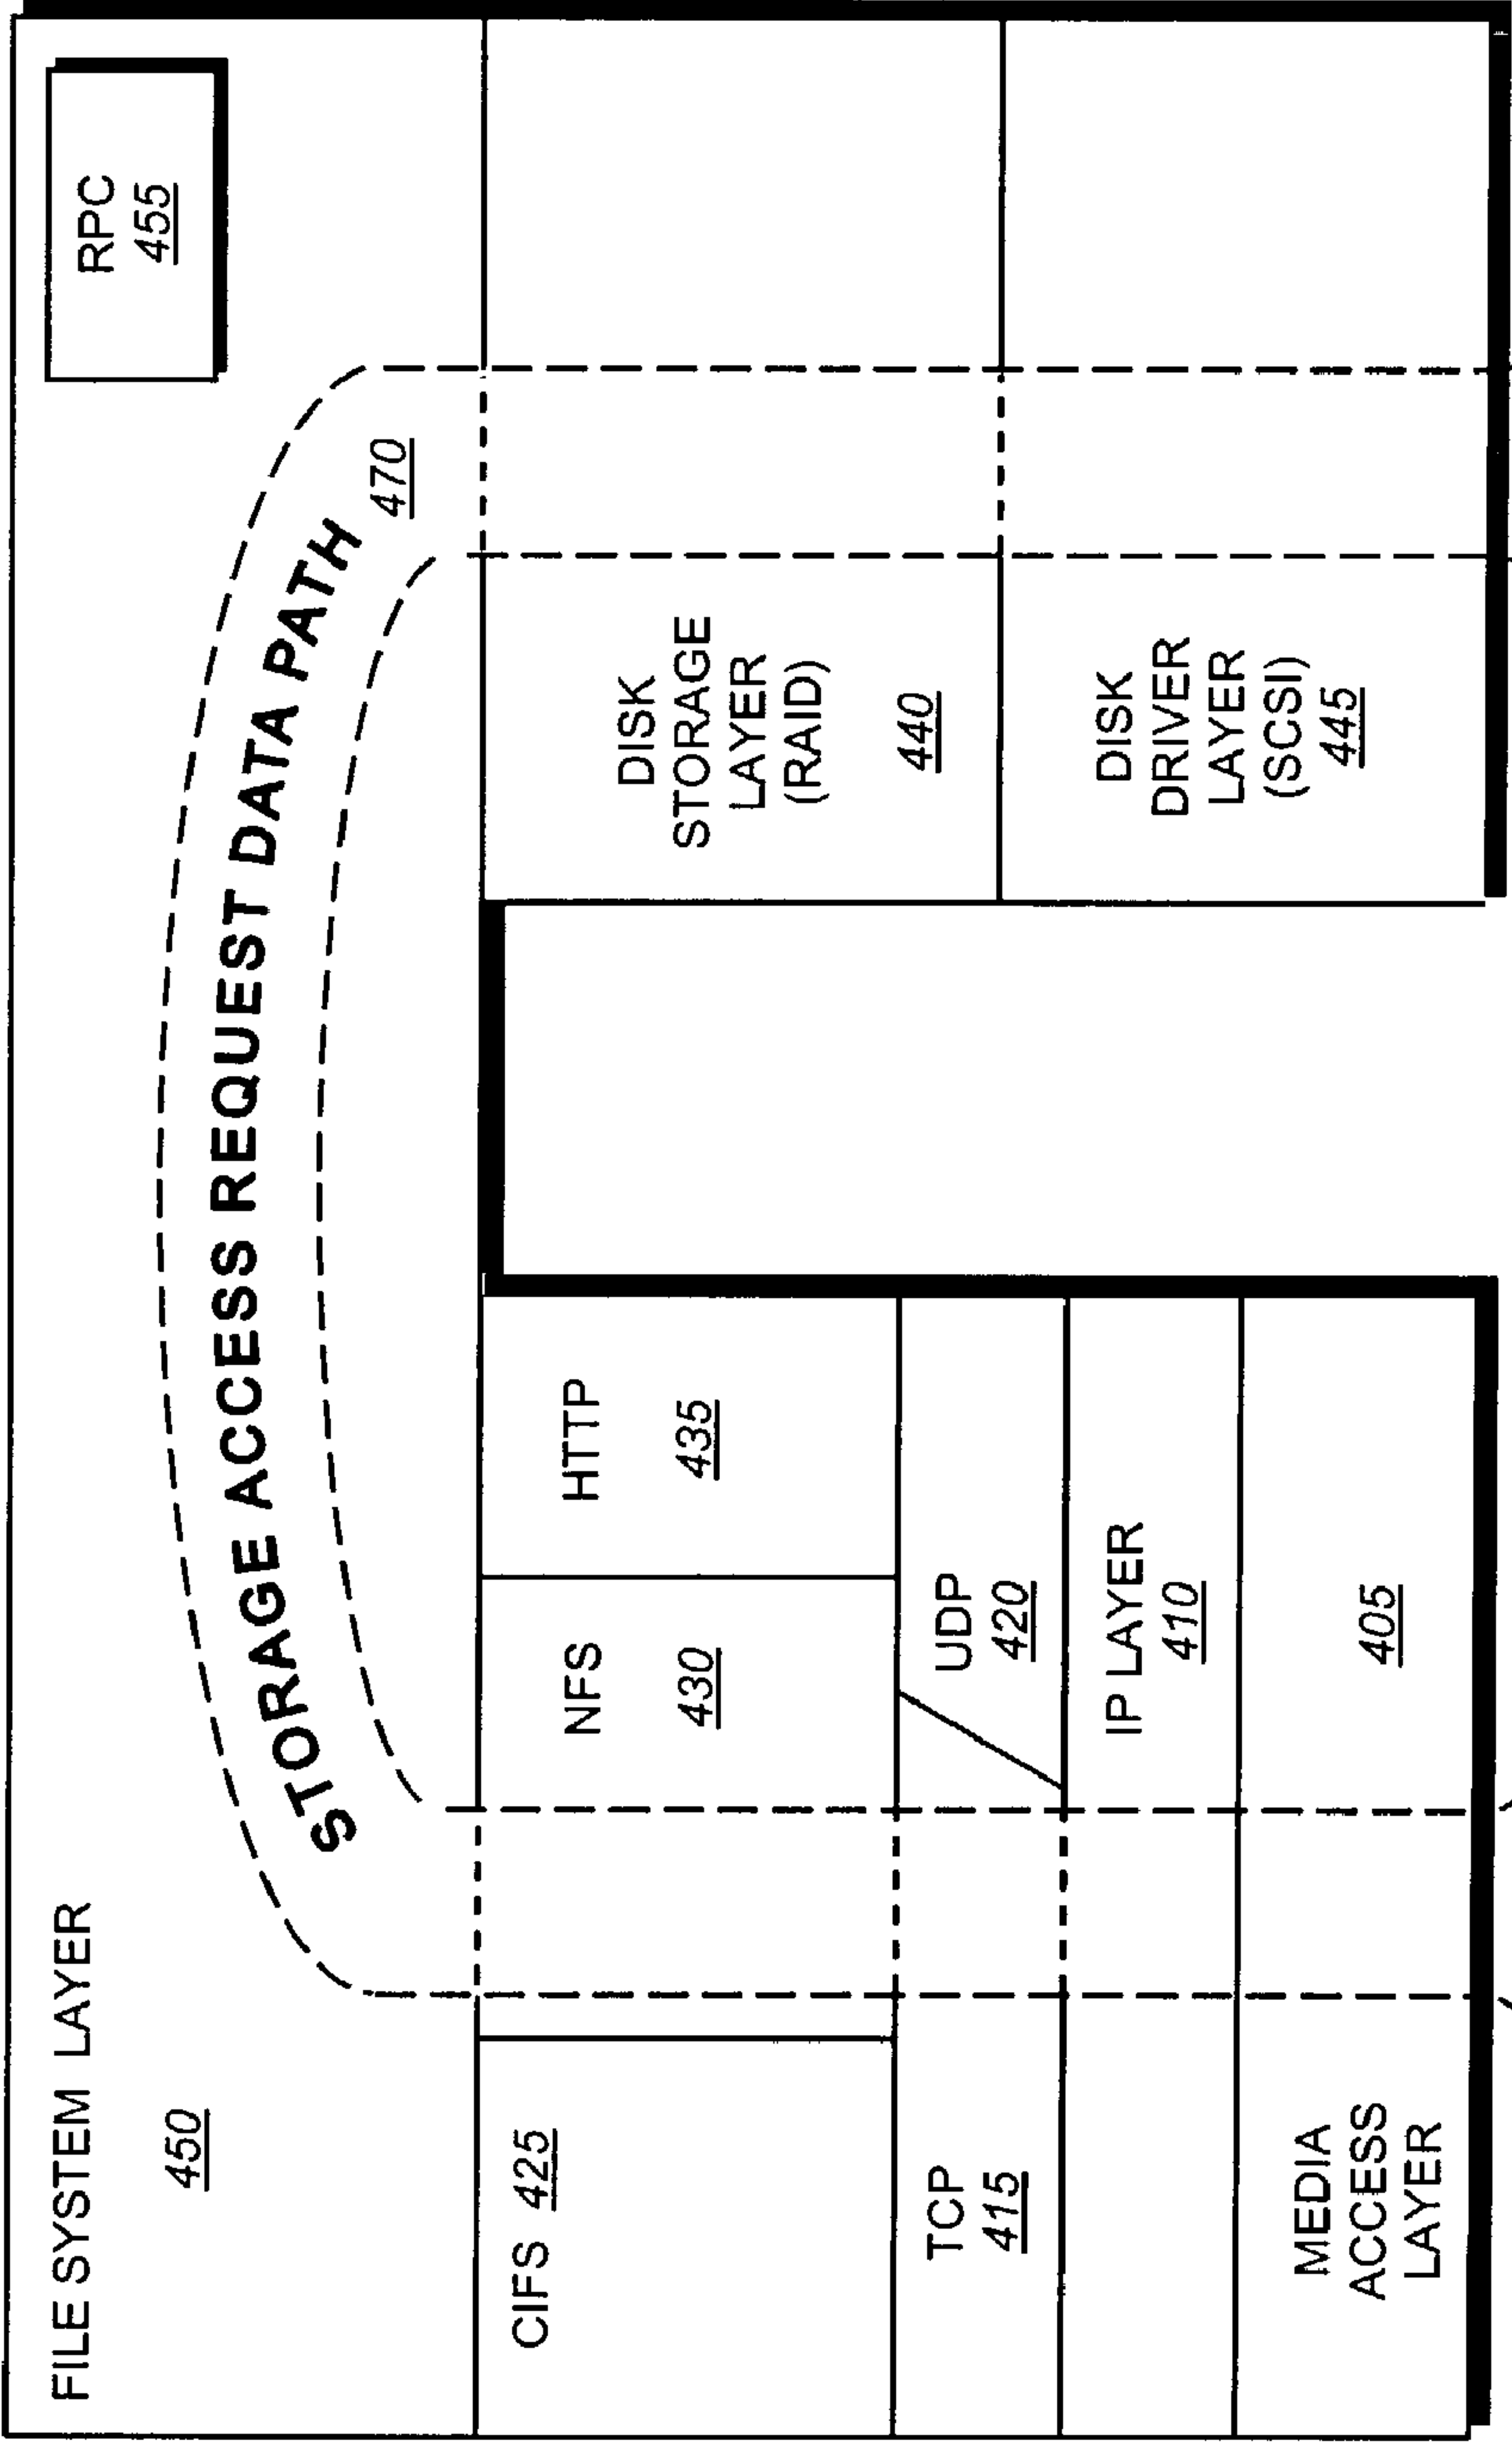 FILE SYSTEM LAYER
450
RPC
455
STORAGE ACCESS REQUEST DATA PATH
470
CIFS 425
NFS
430
HTTP
435
TCP
415
UDP
420
IP LAYER
410
MEDIA
ACCESS
LAYER
405
DISK
STORAGE
LAYER
(RAID)
440
DISK
DRIVER
LAYER
(SCSI)
445